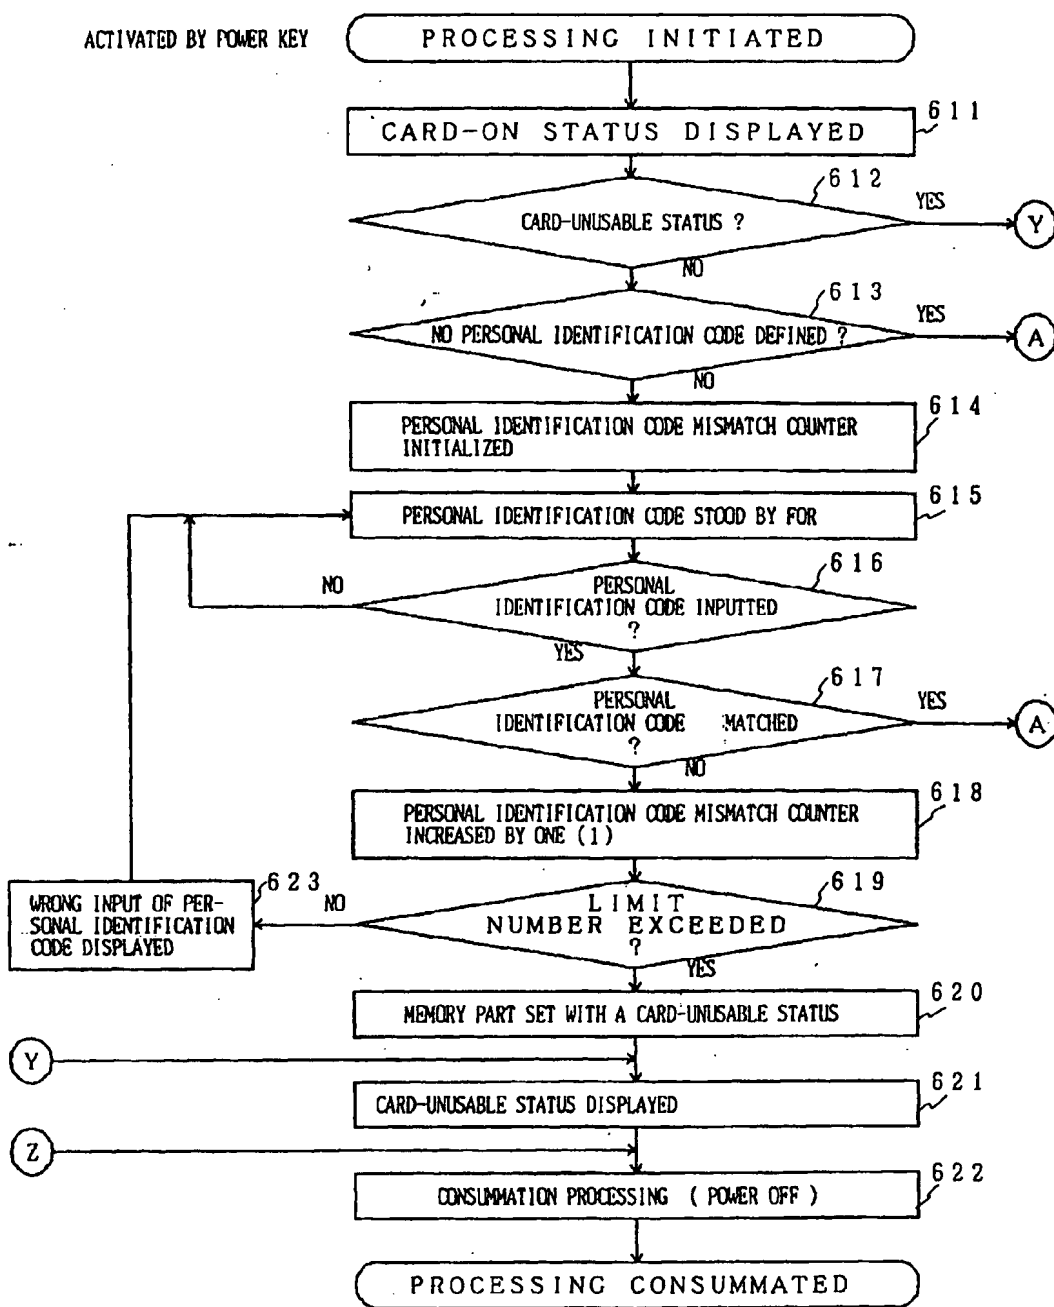 ACTIVATED BY POWER KEY
PROCESSING INITIATED
611
CARD-ON STATUS DISPLAYED
612
CARD-UNUSABLE STATUS ?
YES
Y
NO
613
NO PERSONAL IDENTIFICATION CODE DEFINED ?
YES
A
NO
614
PERSONAL IDENTIFICATION CODE MISMATCH COUNTER
INITIALIZED
615
PERSONAL IDENTIFICATION CODE STOOD BY FOR
616
NO
PERSONAL
IDENTIFICATION CODE INPUTTED
?
YES
617
PERSONAL
IDENTIFICATION CODE MATCHED
?
YES
A
NO
618
PERSONAL IDENTIFICATION CODE MISMATCH COUNTER
INCREASED BY ONE (1)
619
LIMIT
NUMBER EXCEEDED
?
NO
623
WRONG INPUT OF PER-
SONAL IDENTIFICATION
CODE DISPLAYED
YES
620
MEMORY PART SET WITH A CARD-UNUSABLE STATUS
Y
621
CARD-UNUSABLE STATUS DISPLAYED
Z
622
CONSUMMATION PROCESSING ( POWER OFF )
PROCESSING CONSUMMATED